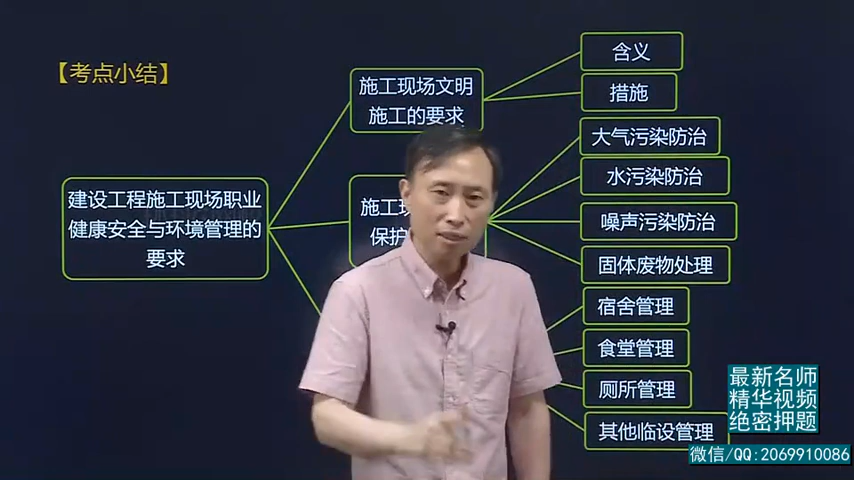 【考点小结】
建设工程施工现场职业
健康安全与环境管理的
要求
施工现场文明
施工的要求
施工现
保护
含义
措施
大气污染防治
水污染防治
噪声污染防治
固体废物处理
宿舍管理
食堂管理
厕所管理
其他临设管理
最新名师
精华视频
绝密押题
微信/QQ:2069910086